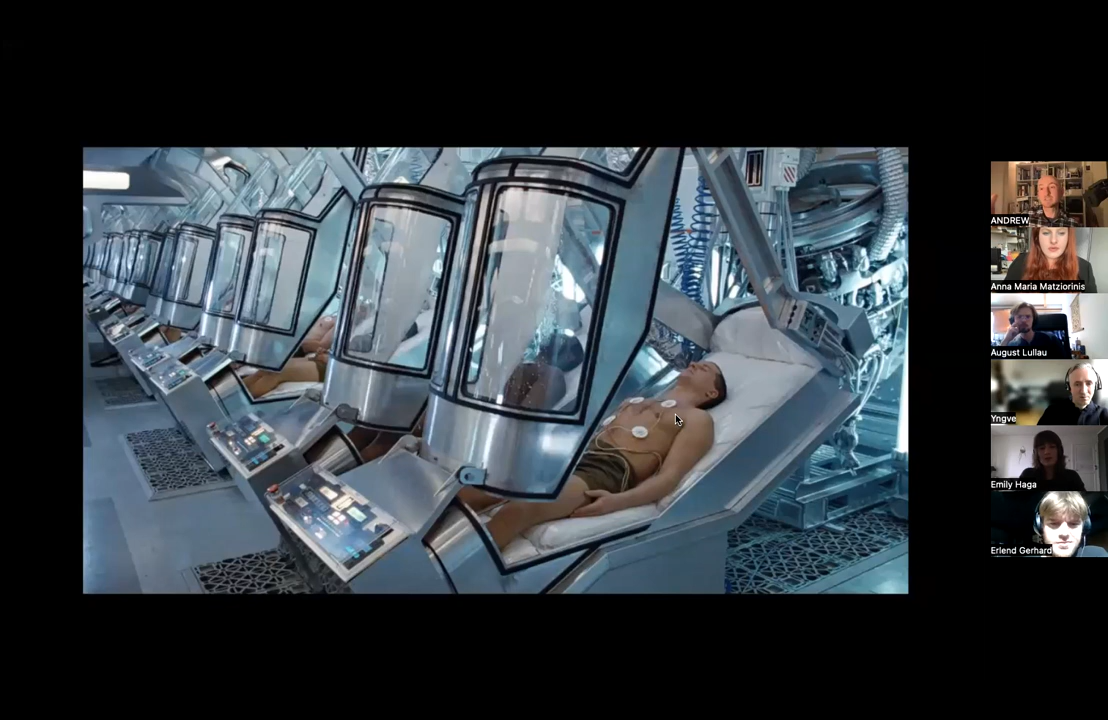 ANDREW
Anna Maria Matziorinis
August Lullau
Yngve
Emily Haga
Erlend Gerhard